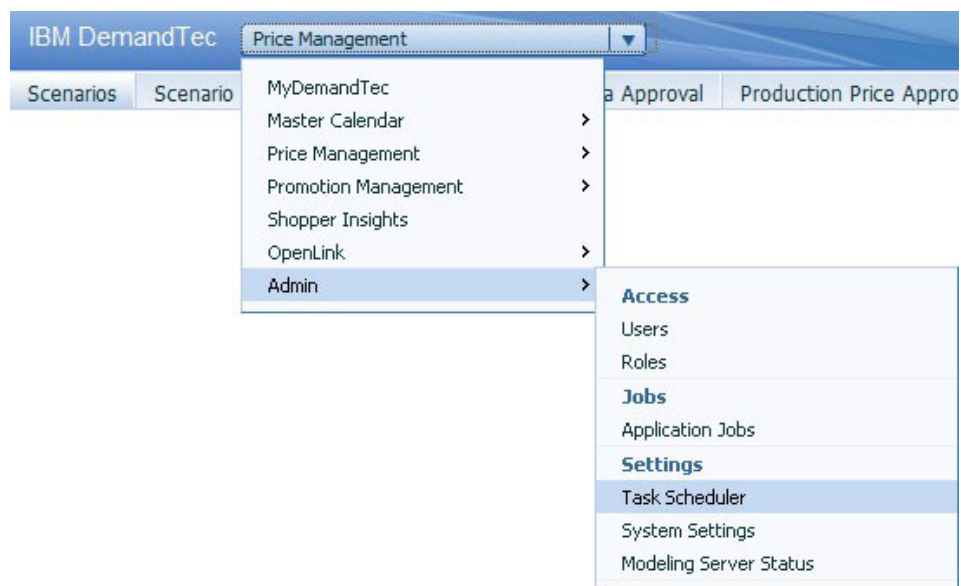 IBM DemandTec
Price Management
Scenarios Scenario a Approval Production Price Appro
MyDemandTec
Master Calendar
Price Management
Promotion Management
Shopper Insights
OpenLink
Admin
Access
Users
Roles
Jobs
Application Jobs
Settings
Task Scheduler
System Settings
Modeling Server Status